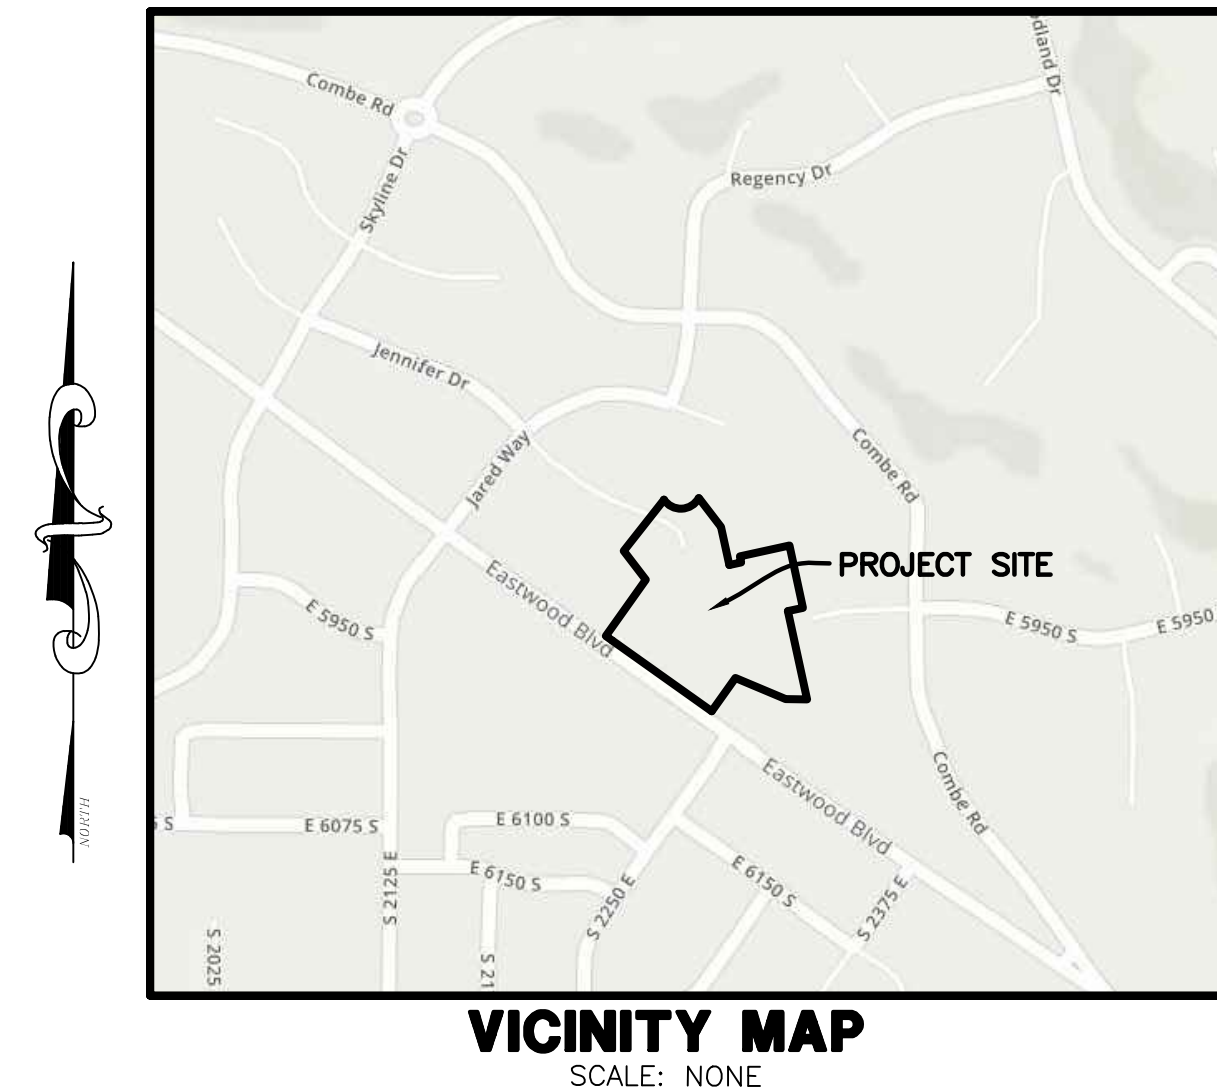 dland Dr
Combe Rd
Skyline Dr
Regency Dr
Jennifer Dr
Jared Way
Combe Rd
PROJECT SITE
Eastwood Blvd
E 5950 S
E 5950 S
E 5950
Combe Rd
Eastwood Blvd
NORTH
S
E 6075 S
E 6100 S
S 2125 E
E 6150 S
E 6150 S
S 2250 E
S 2375 E
S 2025
S 21
VICINITY MAP
SCALE: NONE